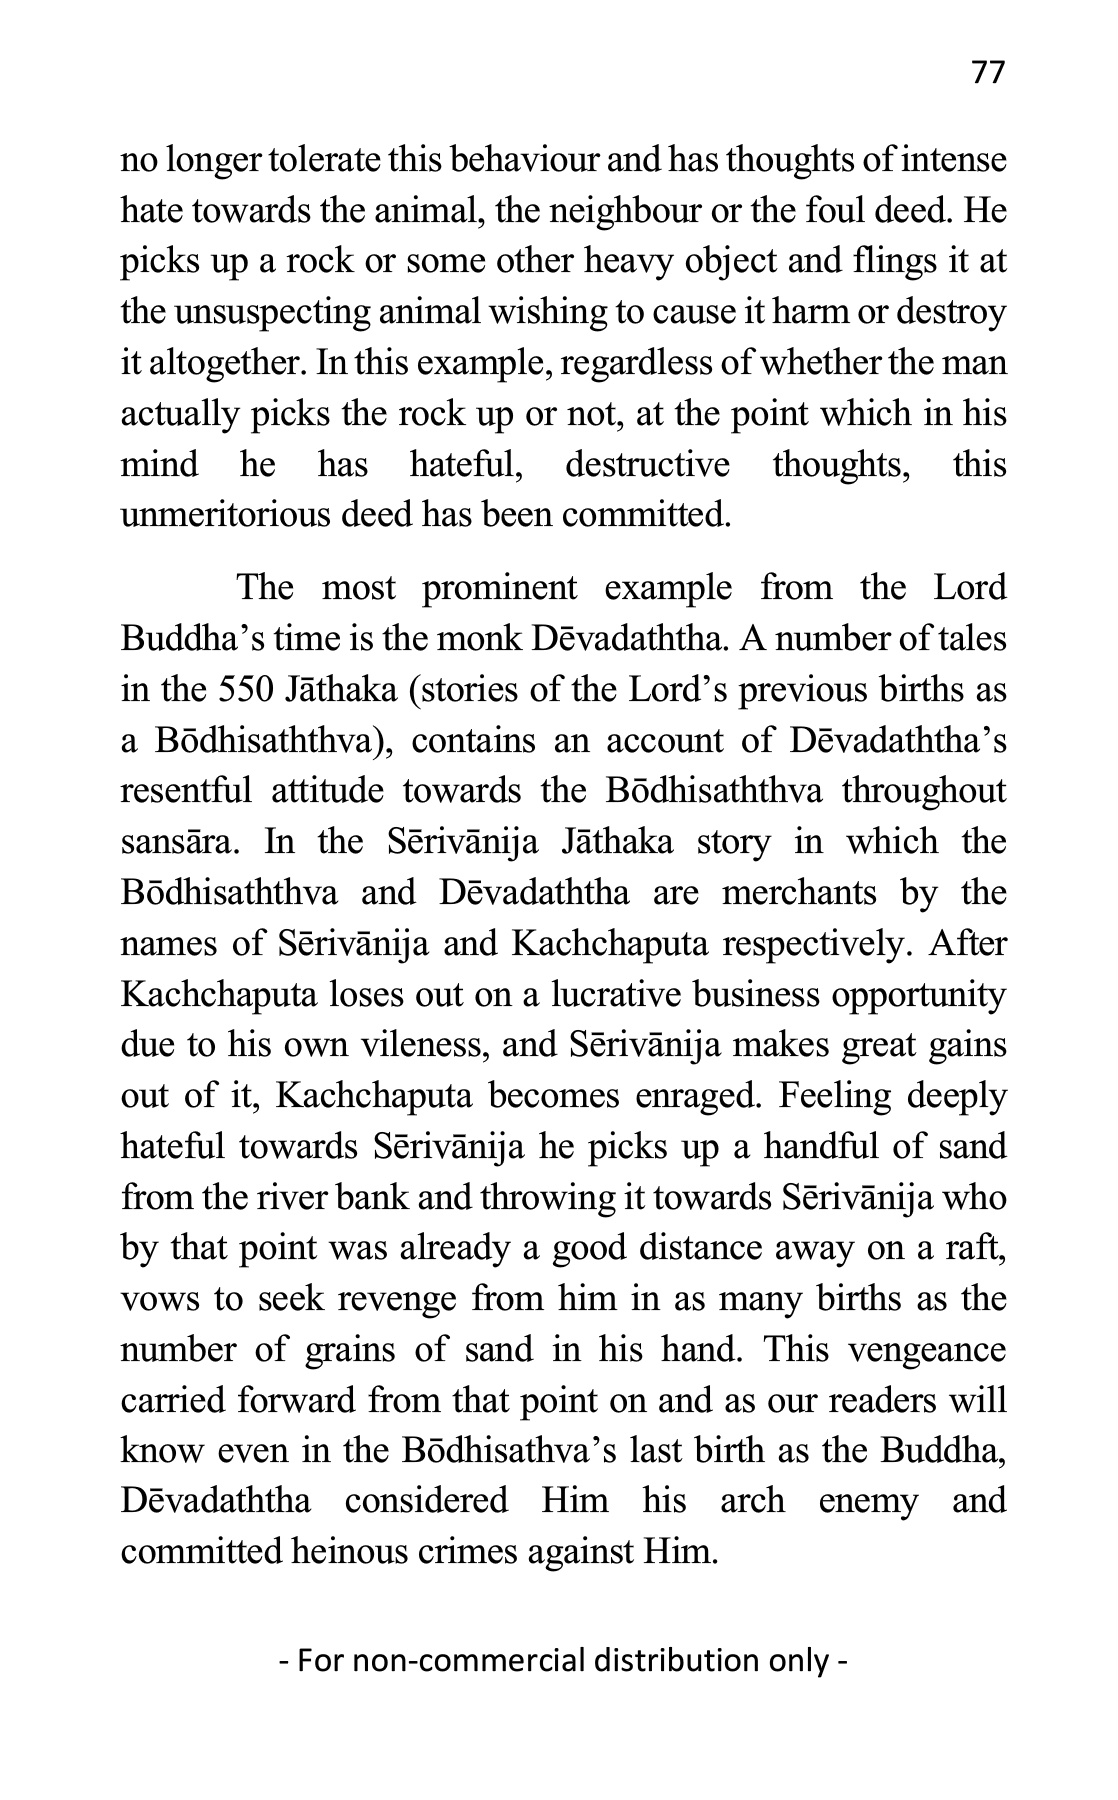 77
no longer tolerate this behaviour and has thoughts of intense
hate towards the animal, the neighbour or the foul deed. He
picks up a rock or some other heavy object and flings it at
the unsuspecting animal wishing to cause it harm or destroy
it altogether. In this example, regardless of whether the man
actually picks the rock up or not, at the point which in his
mind he has hateful, destructive thoughts, this
unmeritorious deed has been committed.
The most prominent example from the Lord
Buddha’s time is the monk Dēvadaththa. A number of tales
in the 550 Jāthaka (stories of the Lord’s previous births as
a Bōdhisaththva), contains an account of Dēvadaththa’s
resentful attitude towards the Bōdhisaththva throughout
sansāra. In the Sērivānija Jāthaka story in which the
Bōdhisaththva and Dēvadaththa are merchants by the
names of Sērivānija and Kachchaputa respectively. After
Kachchaputa loses out on a lucrative business opportunity
due to his own vileness, and Sērivānija makes great gains
out of it, Kachchaputa becomes enraged. Feeling deeply
hateful towards Sērivānija he picks up a handful of sand
from the river bank and throwing it towards Sērivānija who
by that point was already a good distance away on a raft,
vows to seek revenge from him in as many births as the
number of grains of sand in his hand. This vengeance
carried forward from that point on and as our readers will
know even in the Bōdhisathva’s last birth as the Buddha,
Dēvadaththa considered Him his arch enemy and
committed heinous crimes against Him.
- For non-commercial distribution only -